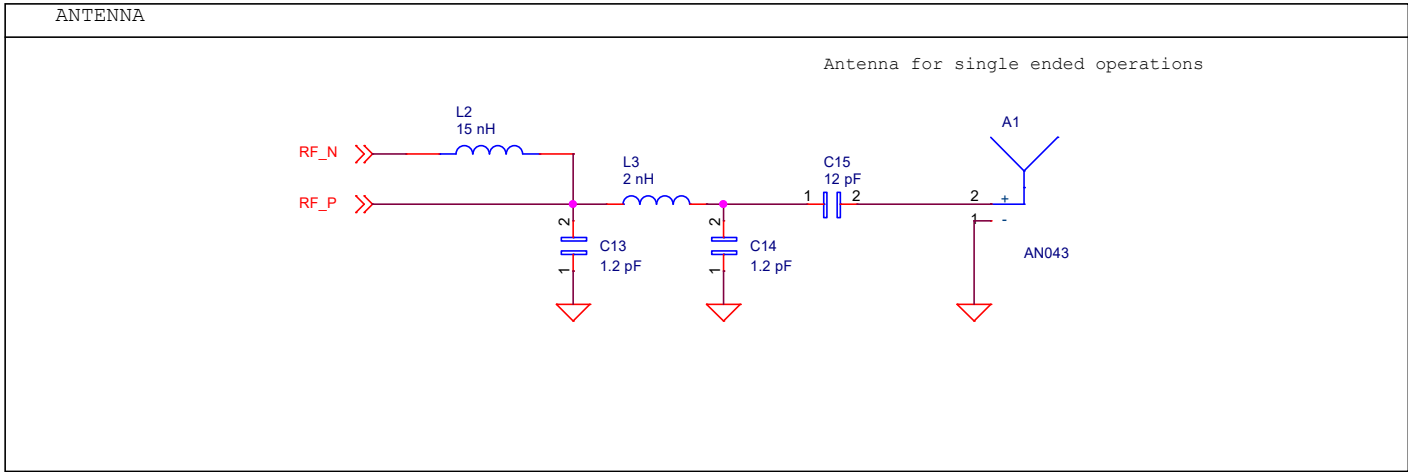 ANTENNA
Antenna for single ended operations
L2
15 nH
RF_N
RF_P
L3
2 nH
C15
12 pF
1
2
A1
2
+
1
-
AN043
2
C13
1.2 pF
1
2
C14
1.2 pF
1